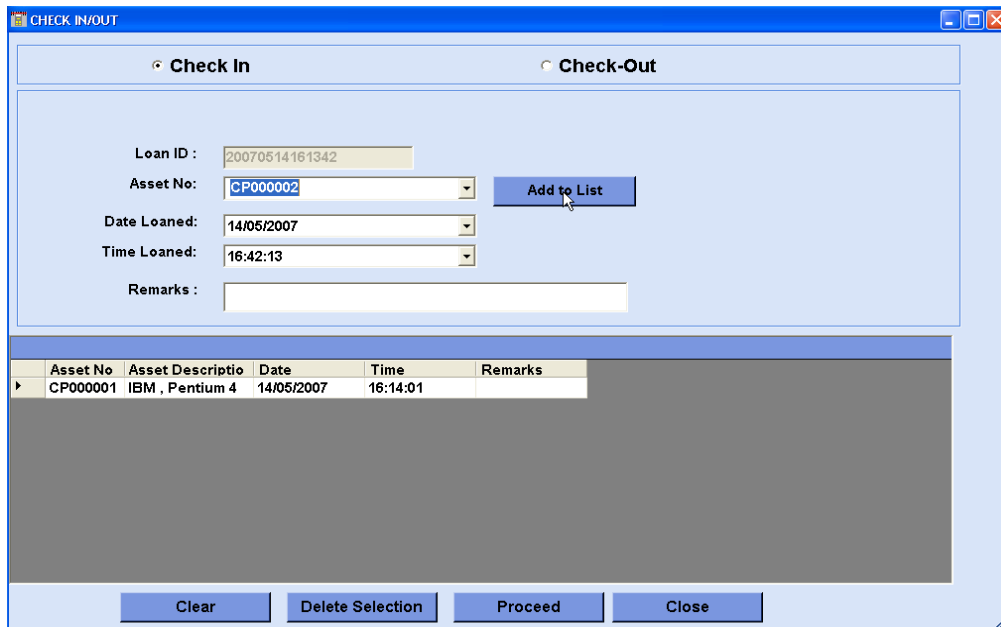 CHECK IN/OUT
Check In Check-Out
Loan ID : 20070514161342
Asset No: CP000002 Add to List
Date Loaned: 14/05/2007
Time Loaned: 16:42:13
Remarks :
Asset No Asset Descriptio Date Time Remarks
CP000001 IBM , Pentium 4 14/05/2007 16:14:01
Clear Delete Selection Proceed Close